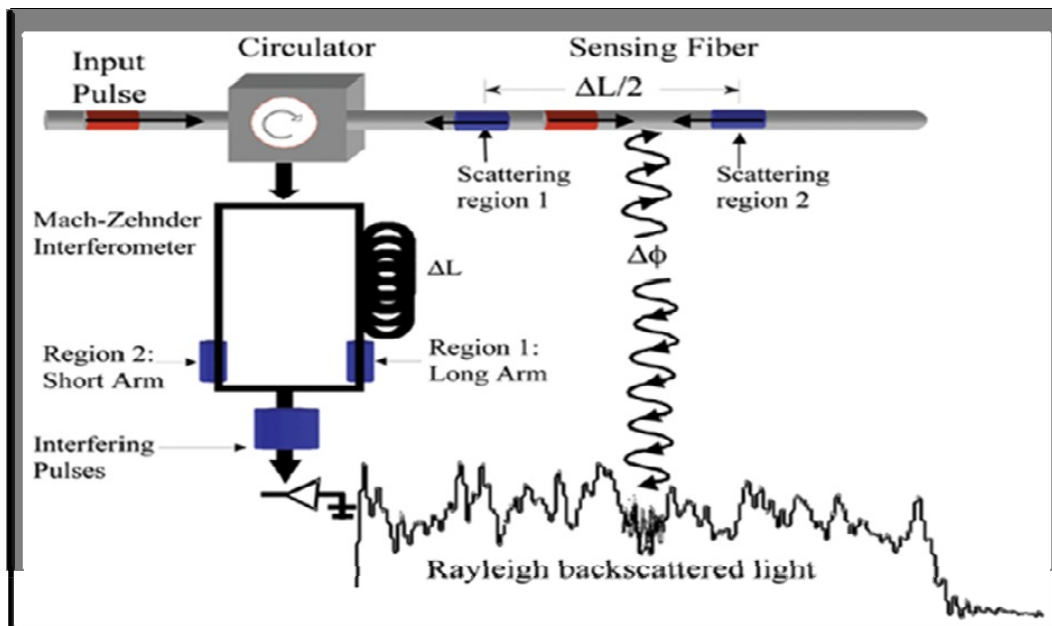 Circulator
Sensing Fiber
Input
Pulse
ΔL/2
Scattering
region 1
Scattering
region 2
Mach-Zehnder
Interferometer
ΔL
Δϕ
Region 2:
Short Arm
Region 1:
Long Arm
Interfering
Pulses
Rayleigh backscattered light